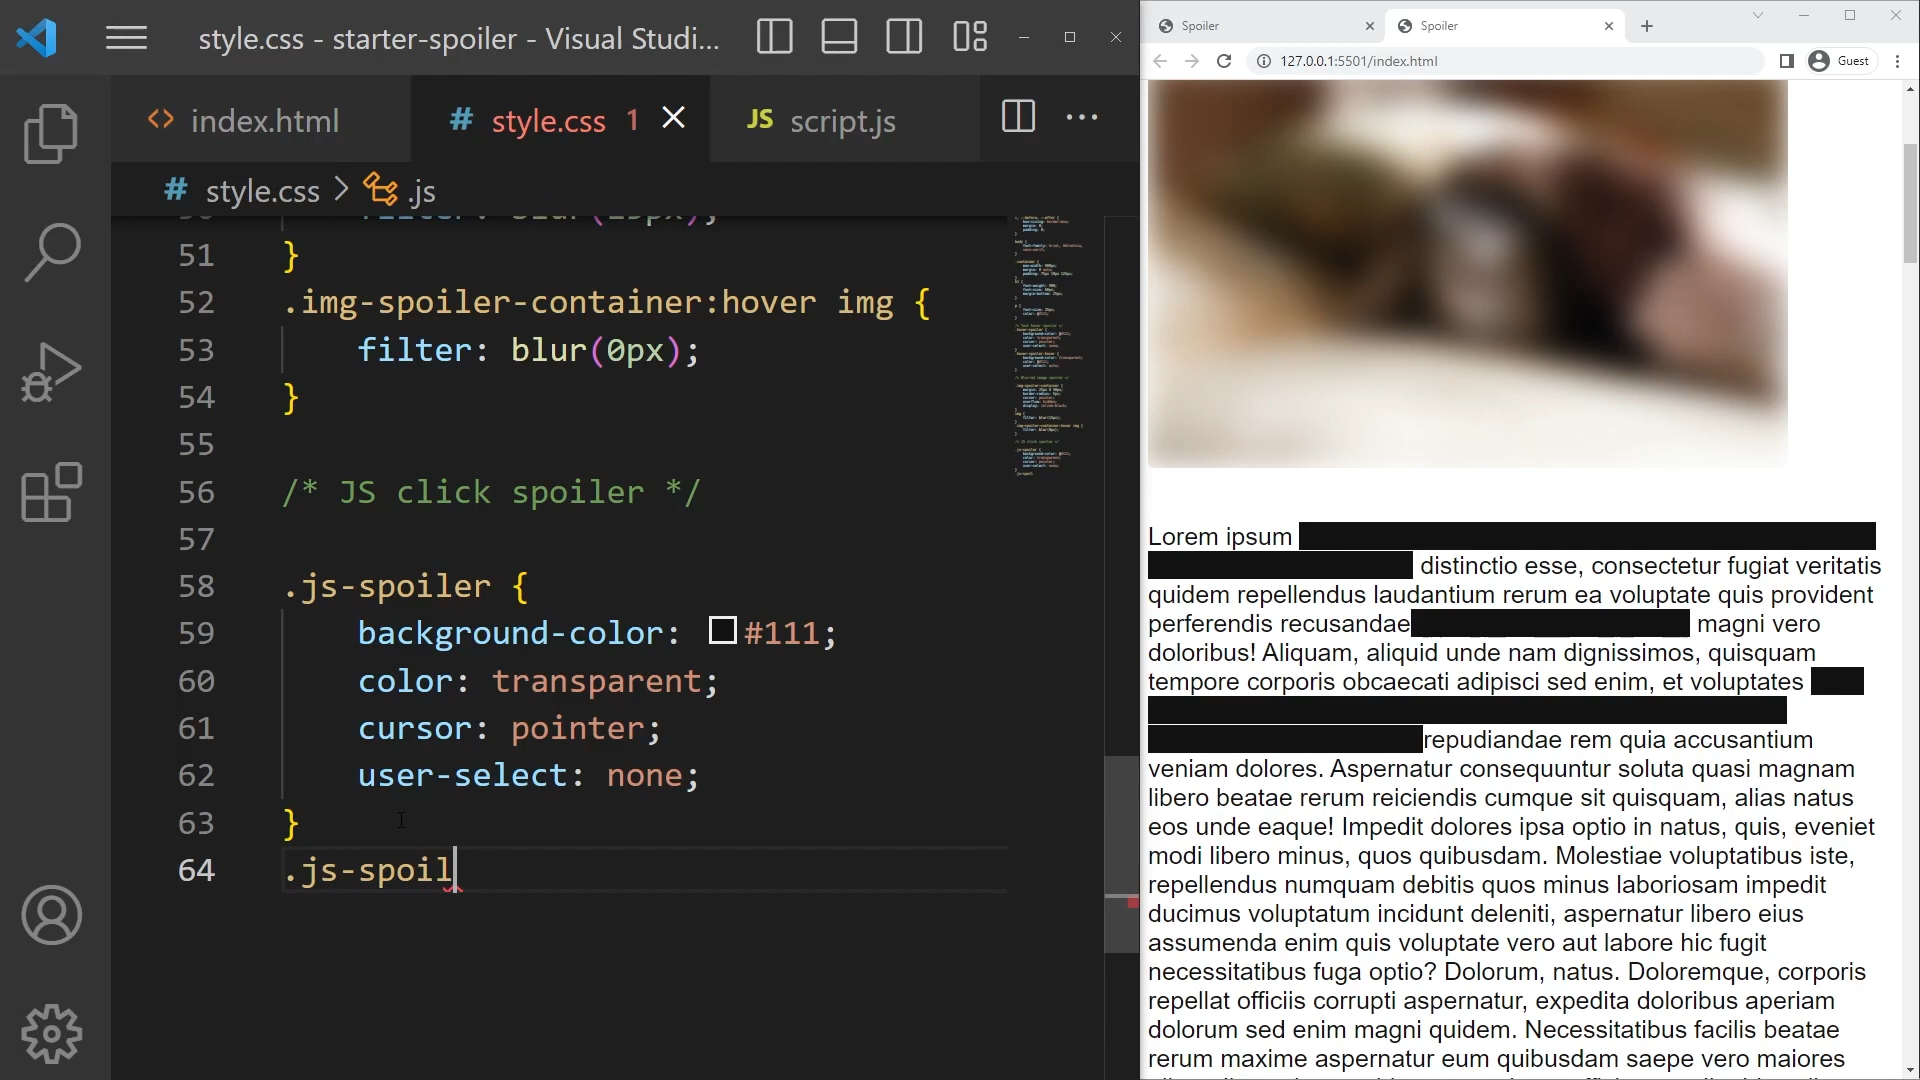 style.css - starter-spoiler - Visual Studi...
index.html
# style.css 1
JS script.js
# style.css > .js
51 }
52 .img-spoiler-container:hover img {
53 filter: blur(0px);
54 }
55
56 /* JS click spoiler */
57
58 .js-spoiler {
59 background-color: #111;
60 color: transparent;
61 cursor: pointer;
62 user-select: none;
63 }
64 .js-spoil
Spoiler
Spoiler
127.0.0.1:5501/index.html
Guest
Lorem ipsum
distinctio esse, consectetur fugiat veritatis
quidem repellendus laudantium rerum ea voluptate quis provident
perferendis recusandae magni vero
doloribus! Aliquam, aliquid unde nam dignissimos, quisquam
tempore corporis obcaecati adipisci sed enim, et voluptates
repudiandae rem quia accusantium
veniam dolores. Aspernatur consequuntur soluta quasi magnam
libero beatae rerum reiciendis cumque sit quisquam, alias natus
eos unde eaque! Impedit dolores ipsa optio in natus, quis, eveniet
modi libero minus, quos quibusdam. Molestiae voluptatibus iste,
repellendus numquam debitis quos minus laboriosam impedit
ducimus voluptatum incidunt deleniti, aspernatur libero eius
assumenda enim quis voluptate vero aut labore hic fugit
necessitatibus fuga optio? Dolorum, natus. Doloremque, corporis
repellat officiis corrupti aspernatur, expedita doloribus aperiam
dolorum sed enim magni quidem. Necessitatibus facilis beatae
rerum maxime aspernatur eum quibusdam saepe vero maiores